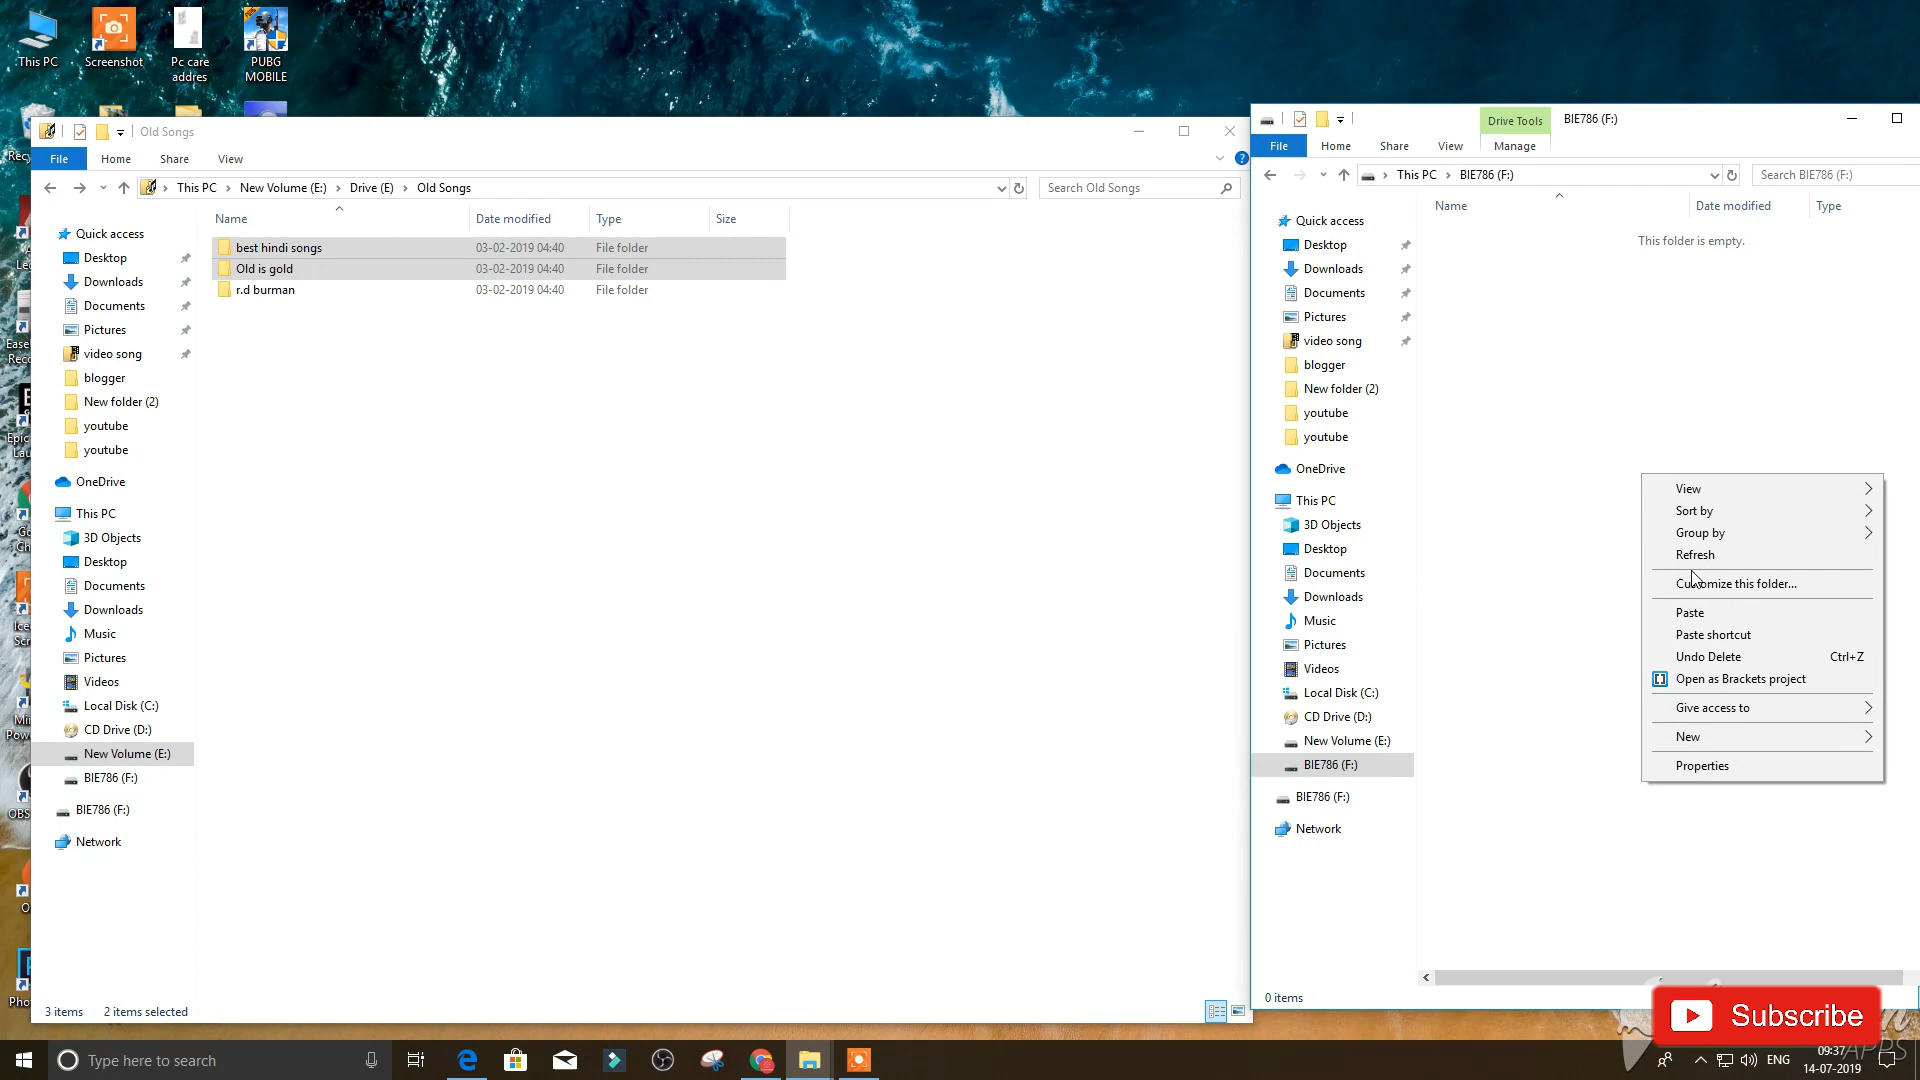 This PC
Screenshot
Pc care
addres
PUBG
MOBILE
Old Songs
File
Home
Share
View
This PC
New Volume (E:)
Drive (E)
Old Songs
Search Old Songs
Name
Date modified
Type
Size
best hindi songs
03-02-2019 04:40
File folder
Old is gold
03-02-2019 04:40
File folder
r.d burman
03-02-2019 04:40
File folder
Quick access
Desktop
Downloads
Documents
Pictures
video song
blogger
New folder (2)
youtube
youtube
OneDrive
This PC
3D Objects
Desktop
Documents
Downloads
Music
Pictures
Videos
Local Disk (C:)
CD Drive (D:)
New Volume (E:)
BIE786 (F:)
BIE786 (F:)
Network
3 items
2 items selected
Drive Tools
BIE786 (F:)
File
Home
Share
View
Manage
This PC
BIE786 (F:)
Search BIE786 (F:)
Name
Date modified
Type
This folder is empty.
Quick access
Desktop
Downloads
Documents
Pictures
video song
blogger
New folder (2)
youtube
youtube
OneDrive
This PC
3D Objects
Desktop
Documents
Downloads
Music
Pictures
Videos
Local Disk (C:)
CD Drive (D:)
New Volume (E:)
BIE786 (F:)
BIE786 (F:)
Network
0 items
View
Sort by
Group by
Refresh
Customize this folder...
Paste
Paste shortcut
Undo Delete Ctrl+Z
Open as Brackets project
Give access to
New
Properties
Subscribe
APPS
Type here to search
ENG
09:37
14-07-2019